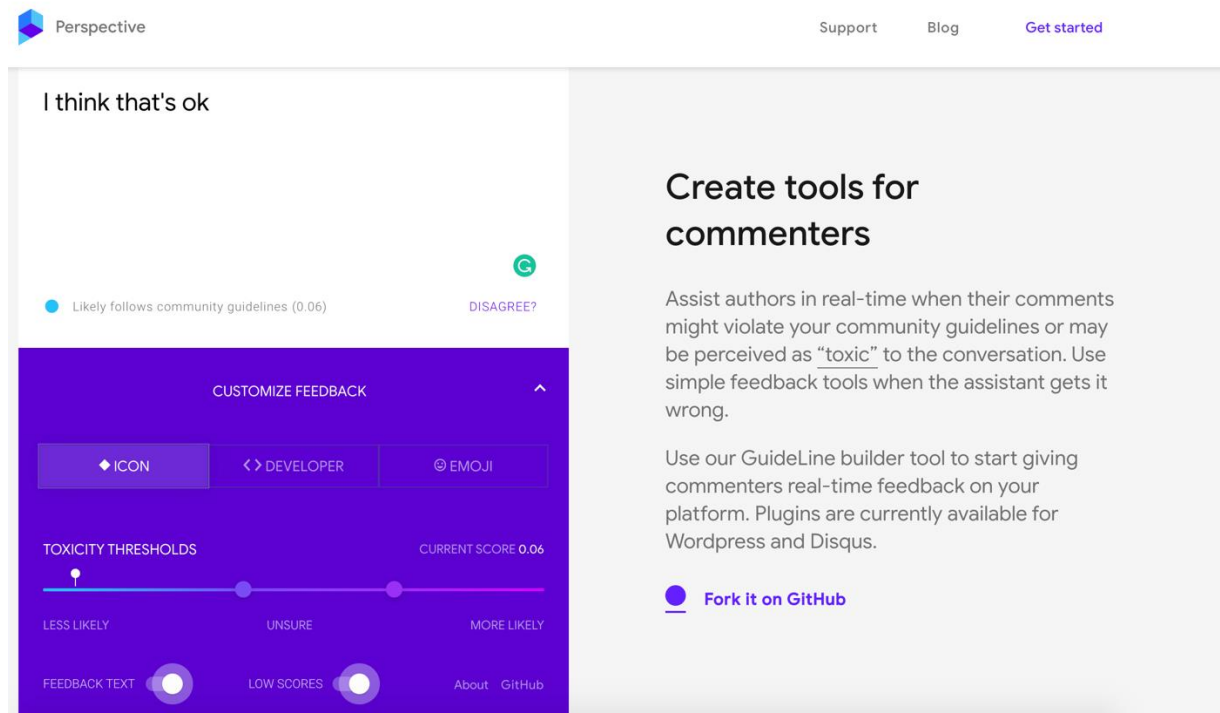 Perspective
Support Blog Get started
I think that's ok
Likely follows community guidelines (0.06) DISAGREE?
CUSTOMIZE FEEDBACK
ICON <> DEVELOPER EMOJI
TOXICITY THRESHOLDS CURRENT SCORE 0.06
LESS LIKELY UNSURE MORE LIKELY
FEEDBACK TEXT LOW SCORES About GitHub
Create tools for
commenters
Assist authors in real-time when their comments
might violate your community guidelines or may
be perceived as “toxic” to the conversation. Use
simple feedback tools when the assistant gets it
wrong.
Use our GuideLine builder tool to start giving
commenters real-time feedback on your
platform. Plugins are currently available for
Wordpress and Disqus.
Fork it on GitHub